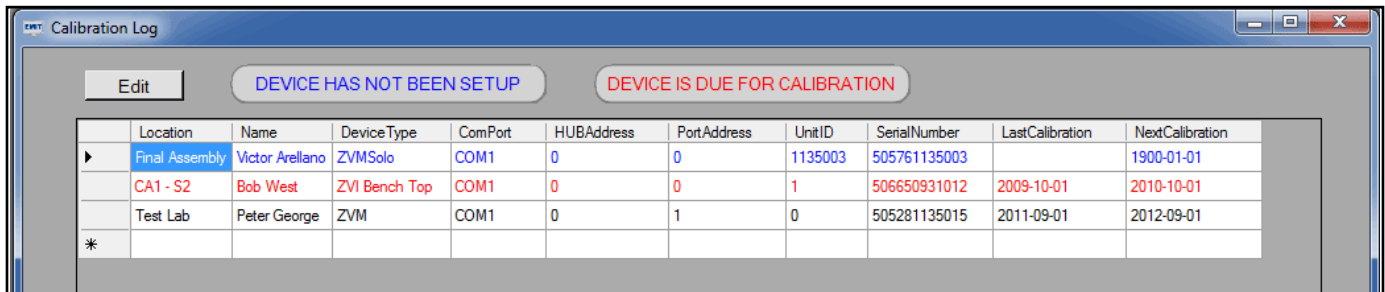 EMIT Calibration Log
Edit DEVICE HAS NOT BEEN SETUP DEVICE IS DUE FOR CALIBRATION
Location Name DeviceType ComPort HUBAddress PortAddress UnitID SerialNumber LastCalibration NextCalibration
Final Assembly Victor Arellano ZVMSolo COM1 0 0 1135003 505761135003 1900-01-01
CA1 - S2 Bob West ZVI Bench Top COM1 0 0 1 506650931012 2009-10-01 2010-10-01
Test Lab Peter George ZVM COM1 0 1 0 505281135015 2011-09-01 2012-09-01